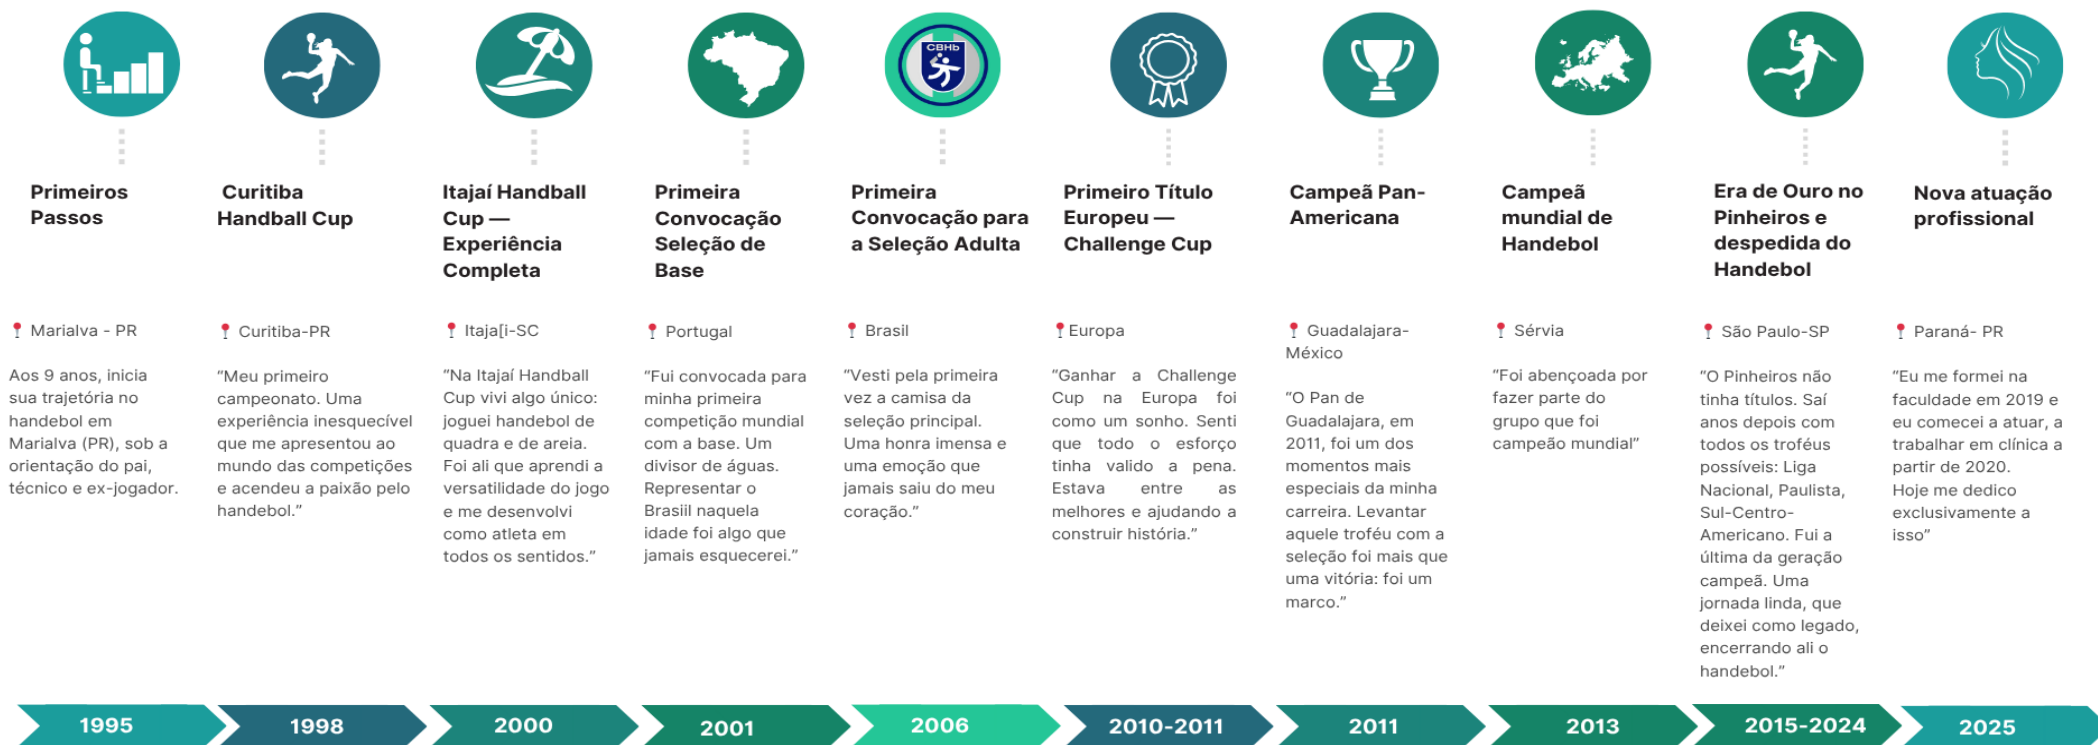 CBHb
Primeiros
Passos
Marialva - PR
Aos 9 anos, inicia
sua trajetória no
handebol em
Marialva (PR), sob a
orientação do pai,
técnico e ex-jogador.
1995
Curitiba
Handball Cup
Curitiba-PR
“Meu primeiro
campeonato. Uma
experiência inesquecível
que me apresentou ao
mundo das competições
e acendeu a paixão pelo
handebol.”
1998
Itajaí Handball
Cup —
Experiência
Completa
Itaja[i-SC
“Na Itajaí Handball
Cup vivi algo único:
joguei handebol de
quadra e de areia.
Foi ali que aprendi a
versatilidade do jogo
e me desenvolvi
como atleta em
todos os sentidos.”
2000
Primeira
Convocação
Seleção de
Base
Portugal
“Fui convocada para
minha primeira
competição mundial
com a base. Um
divisor de águas.
Representar o
Brasiil naquela
idade foi algo que
jamais esquecerei.”
2001
Primeira
Convocação para
a Seleção Adulta
Brasil
“Vesti pela primeira
vez a camisa da
seleção principal.
Uma honra imensa e
uma emoção que
jamais saiu do meu
coração.”
2006
Primeiro Título
Europeu —
Challenge Cup
Europa
“Ganhar a Challenge
Cup na Europa foi
como um sonho. Senti
que todo o esforço
tinha valido a pena.
Estava entre as
melhores e ajudando a
construir história.”
2010-2011
Campeã Pan-
Americana
Guadalajara-
México
“O Pan de
Guadalajara, em
2011, foi um dos
momentos mais
especiais da minha
carreira. Levantar
aquele troféu com a
seleção foi mais que
uma vitória: foi um
marco.”
2011
Campeã
mundial de
Handebol
Sérvia
“Foi abençoada por
fazer parte do
grupo que foi
campeão mundial”
2013
Era de Ouro no
Pinheiros e
despedida do
Handebol
São Paulo-SP
“O Pinheiros não
tinha títulos. Saí
anos depois com
todos os troféus
possíveis: Liga
Nacional, Paulista,
Sul-Centro-
Americano. Fui a
última da geração
campeã. Uma
jornada linda, que
deixei como legado,
encerrando ali o
handebol.”
2015-2024
Nova atuação
profissional
Paraná- PR
“Eu me formei na
faculdade em 2019 e
eu comecei a atuar, a
trabalhar em clínica a
partir de 2020.
Hoje me dedico
exclusivamente a
isso”
2025